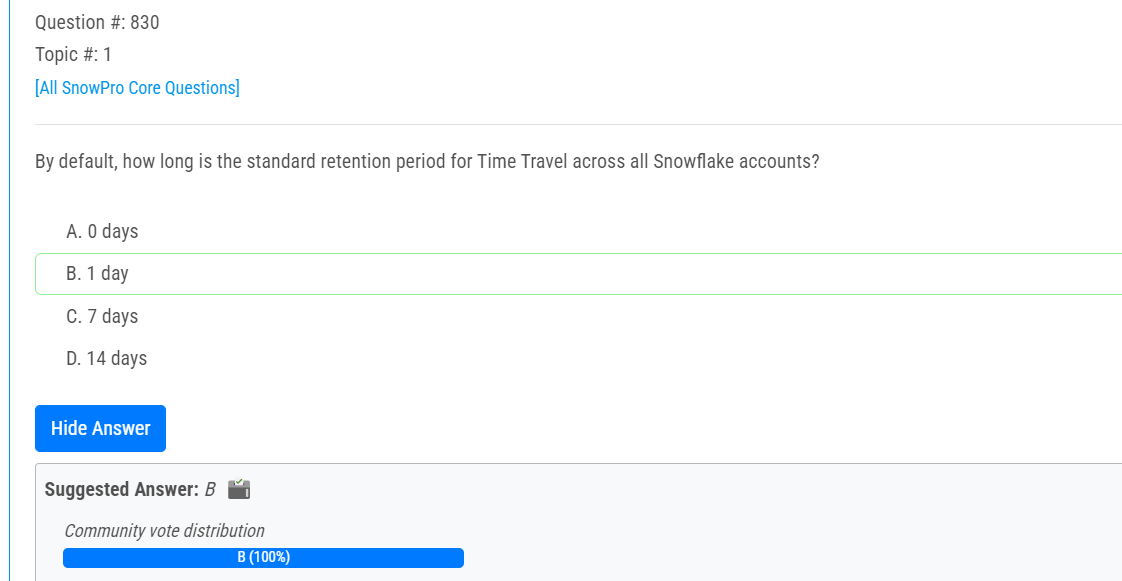 Question #: 830
Topic #: 1
[All SnowPro Core Questions]
By default, how long is the standard retention period for Time Travel across all Snowflake accounts?
A. 0 days
B. 1 day
C. 7 days
D. 14 days
Hide Answer
Suggested Answer: B
Community vote distribution
B (100%)